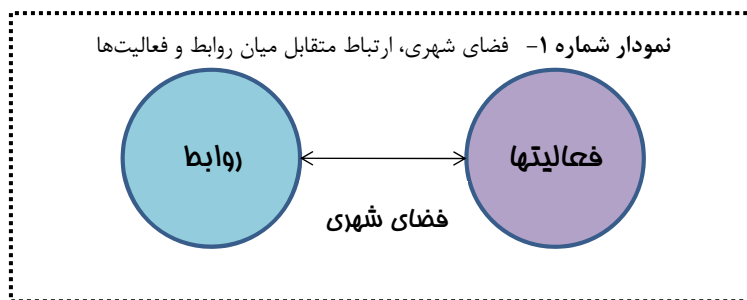 نمودار شماره ۱- فضای شهری، ارتباط متقابل میان روابط و فعالیت‌ها
فعالیتها
روابط
فضای شهری